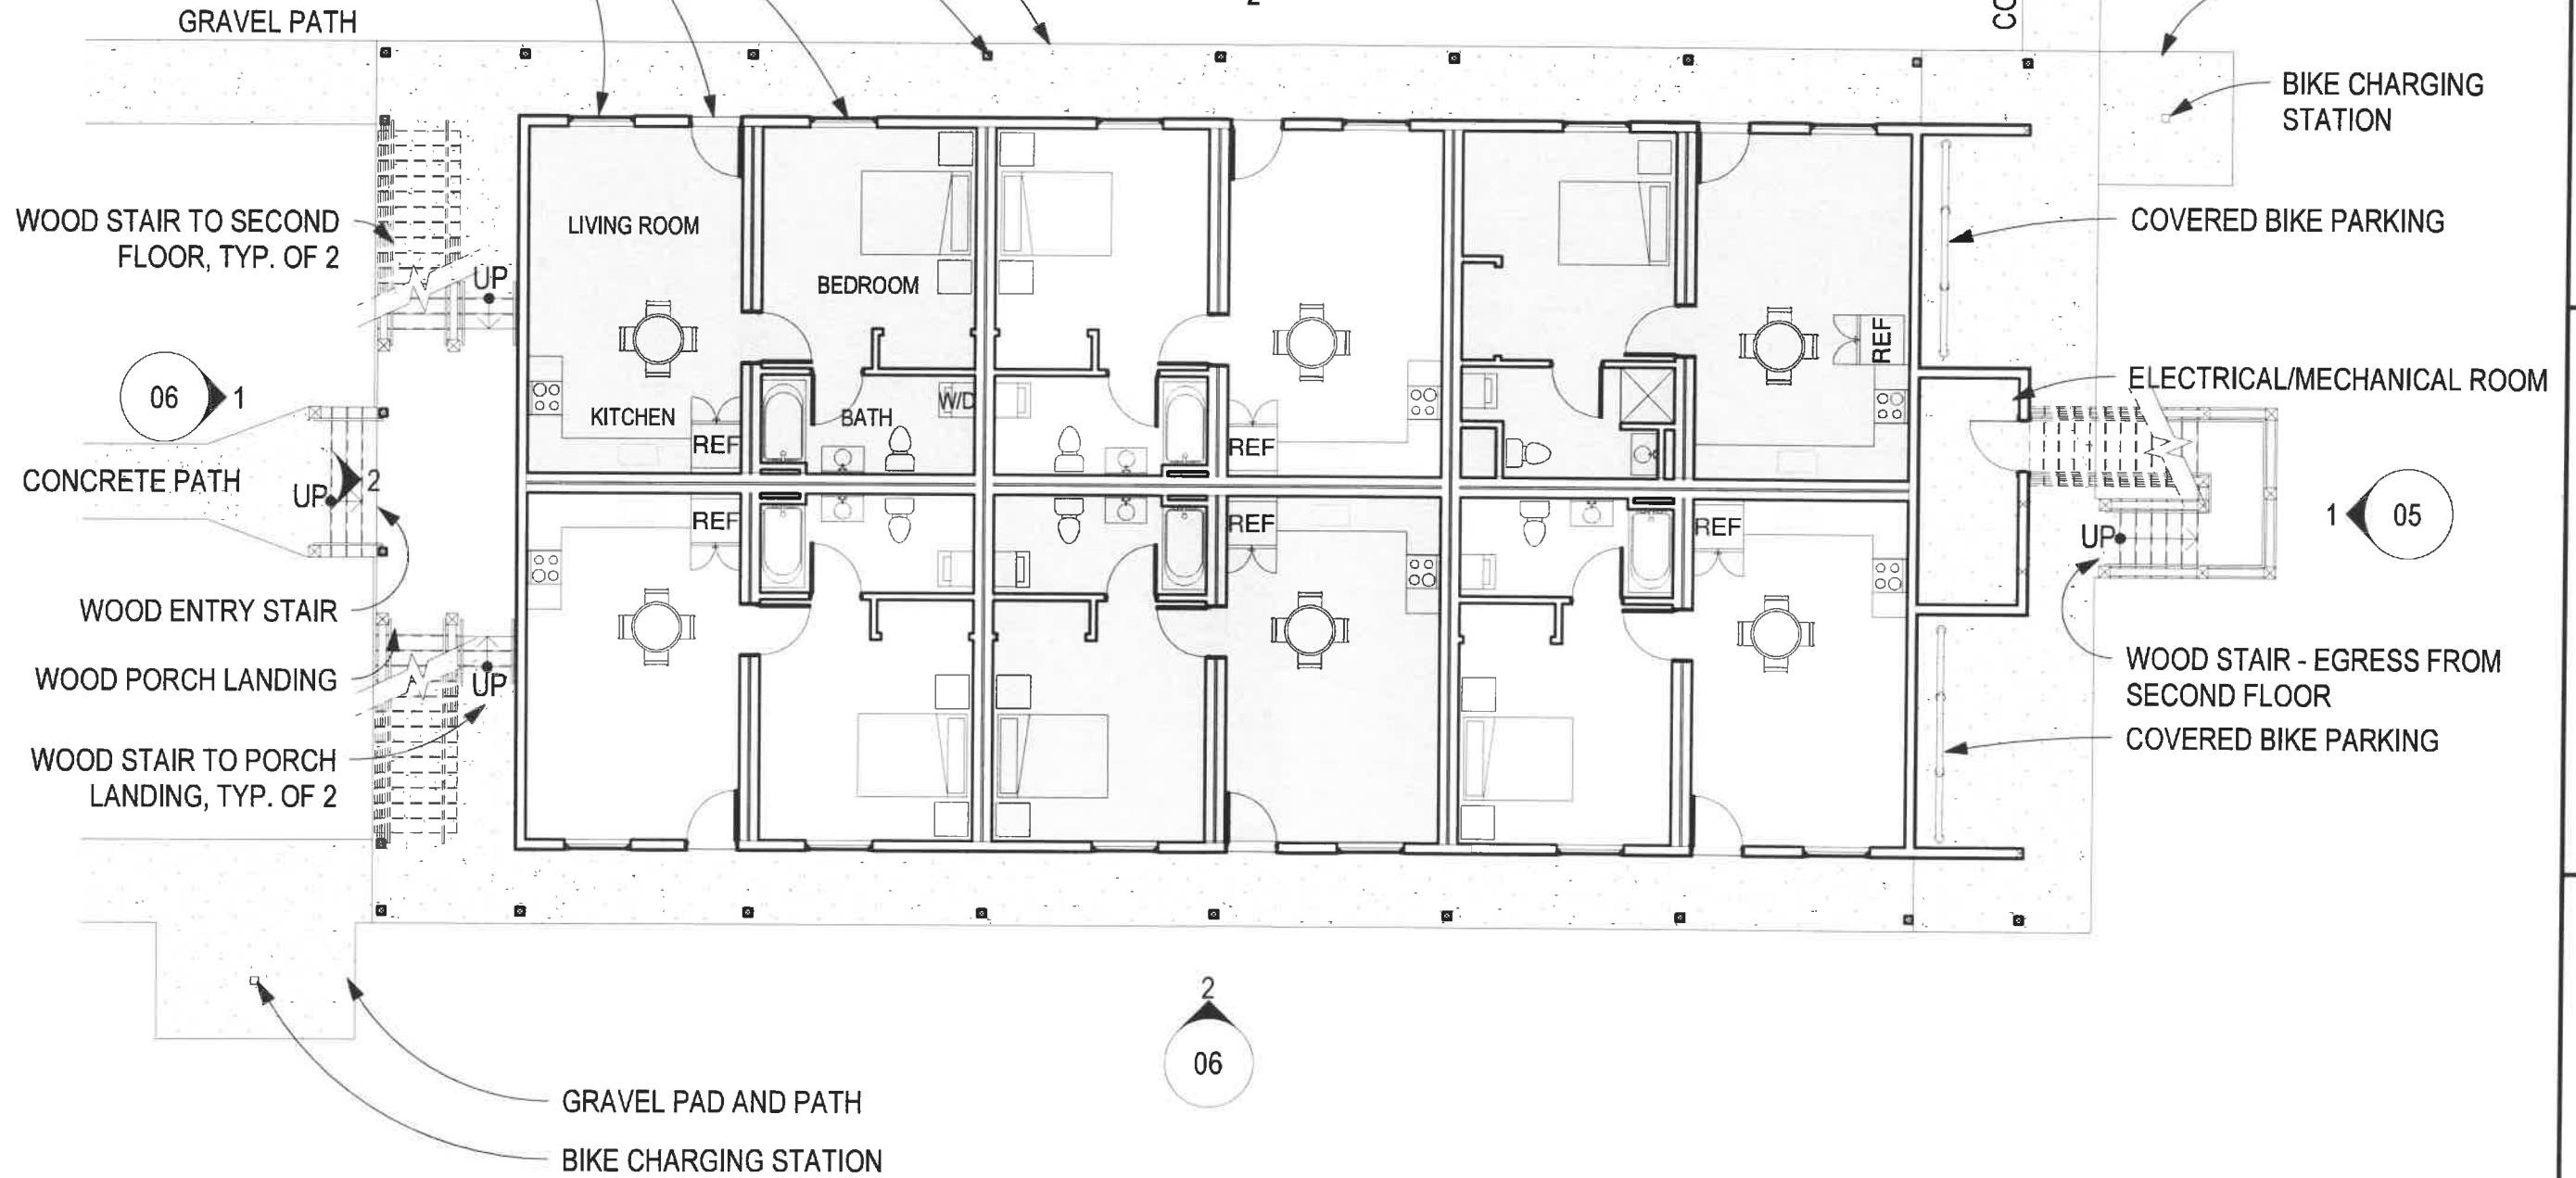 GRAVEL PATH
2
CO
BIKE CHARGING
STATION
WOOD STAIR TO SECOND
FLOOR, TYP. OF 2
UP
LIVING ROOM
BEDROOM
COVERED BIKE PARKING
REF
06
1
KITCHEN
REF
BATH
W/D
REF
ELECTRICAL/MECHANICAL ROOM
CONCRETE PATH
UP
2
REF
REF
REF
UP
1
05
WOOD ENTRY STAIR
WOOD PORCH LANDING
UP
WOOD STAIR - EGRESS FROM
SECOND FLOOR
WOOD STAIR TO PORCH
LANDING, TYP. OF 2
COVERED BIKE PARKING
2
06
GRAVEL PAD AND PATH
BIKE CHARGING STATION